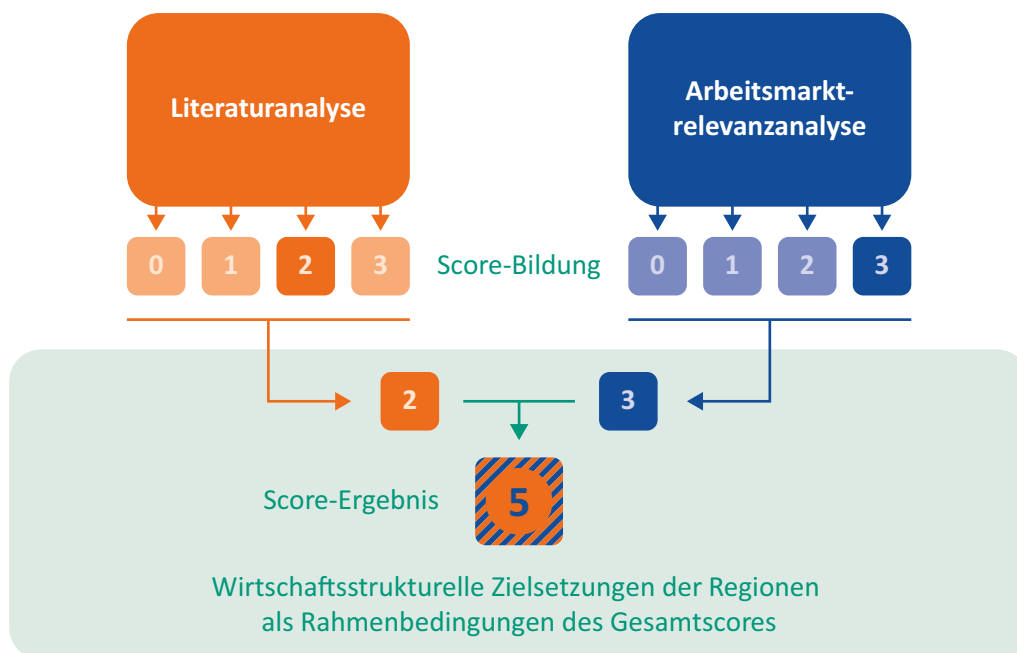 Literaturanalyse
Arbeitsmarkt-
relevanzanalyse
0 1 2 3 Score-Bildung 0 1 2 3
2 3
Score-Ergebnis 5
Wirtschaftsstrukturelle Zielsetzungen der Regionen
als Rahmenbedingungen des Gesamtscores